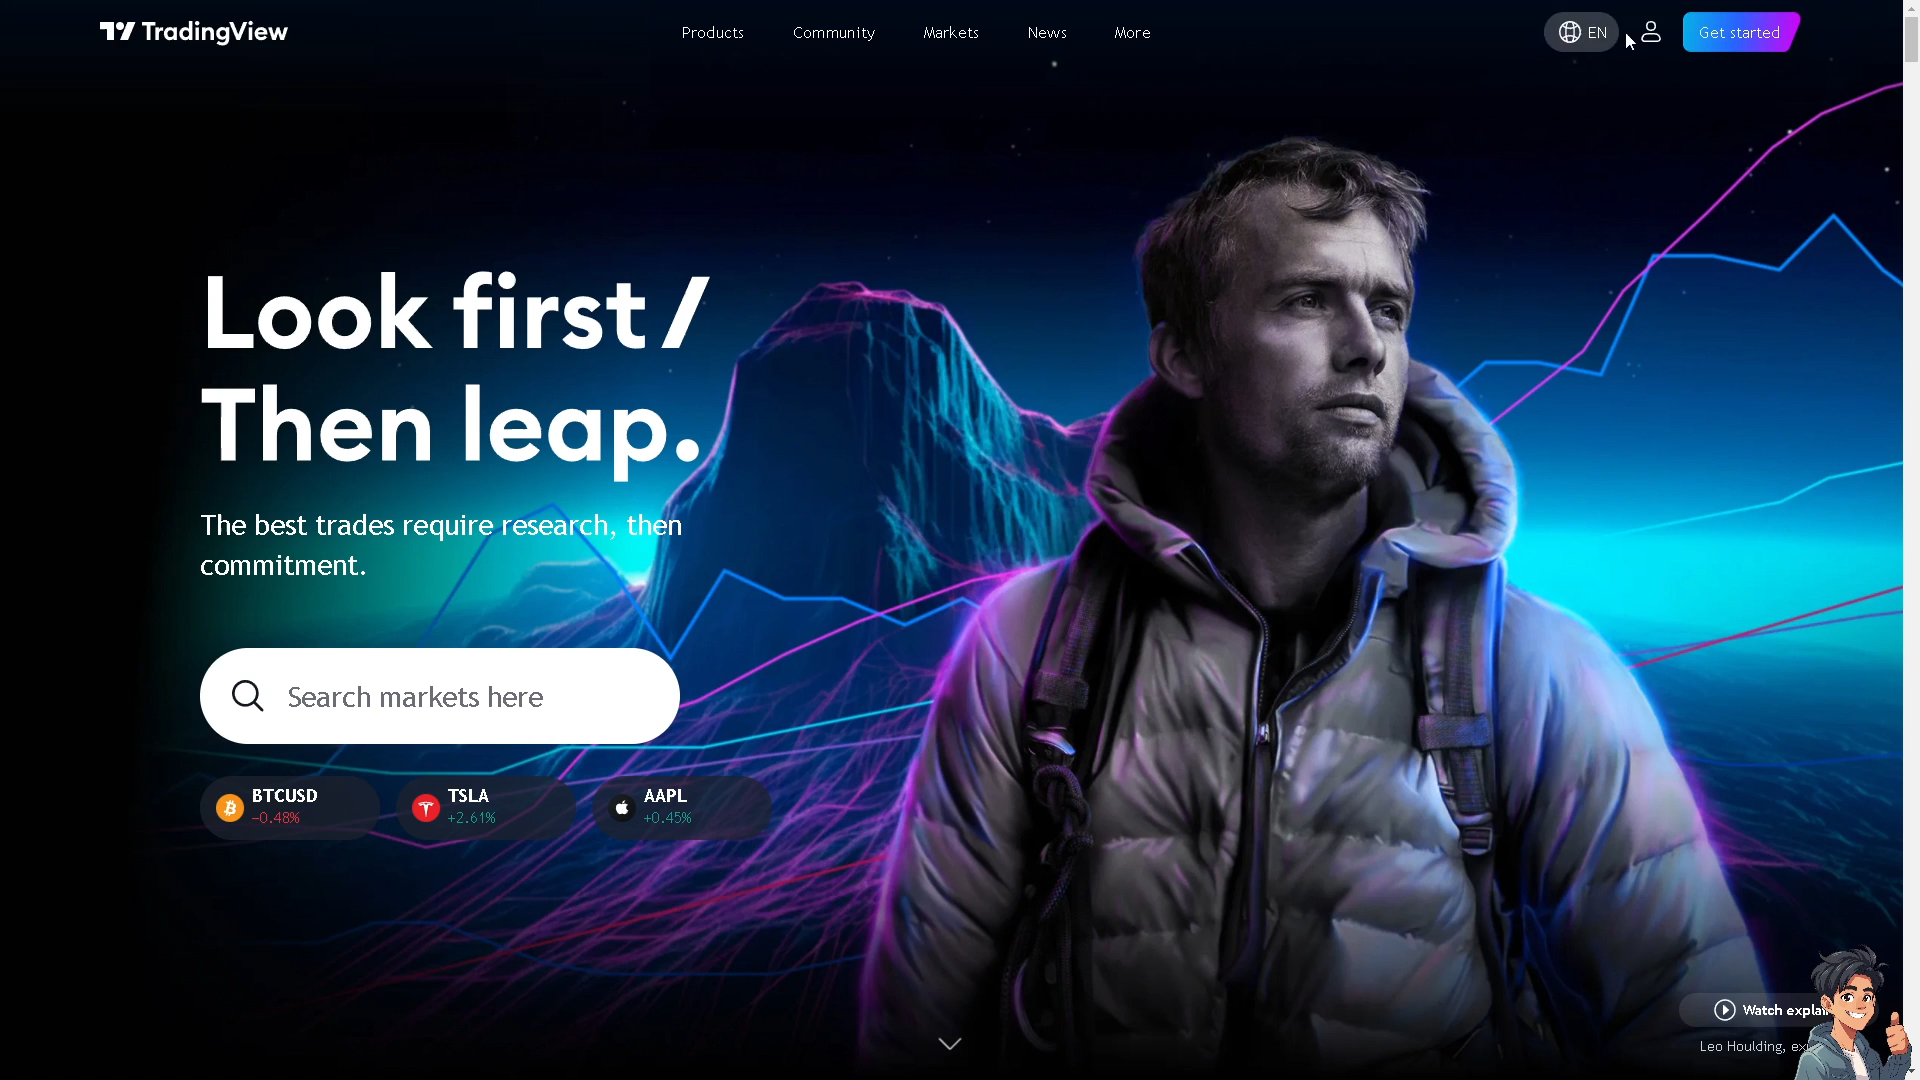 TradingView
Products Community Markets News More
EN
Get started
Look first /
Then leap.
The best trades require research, then
commitment.
Search markets here
BTCUSD
−0.48%
TSLA
+2.61%
AAPL
+0.45%
Watch
Leo Houlding,